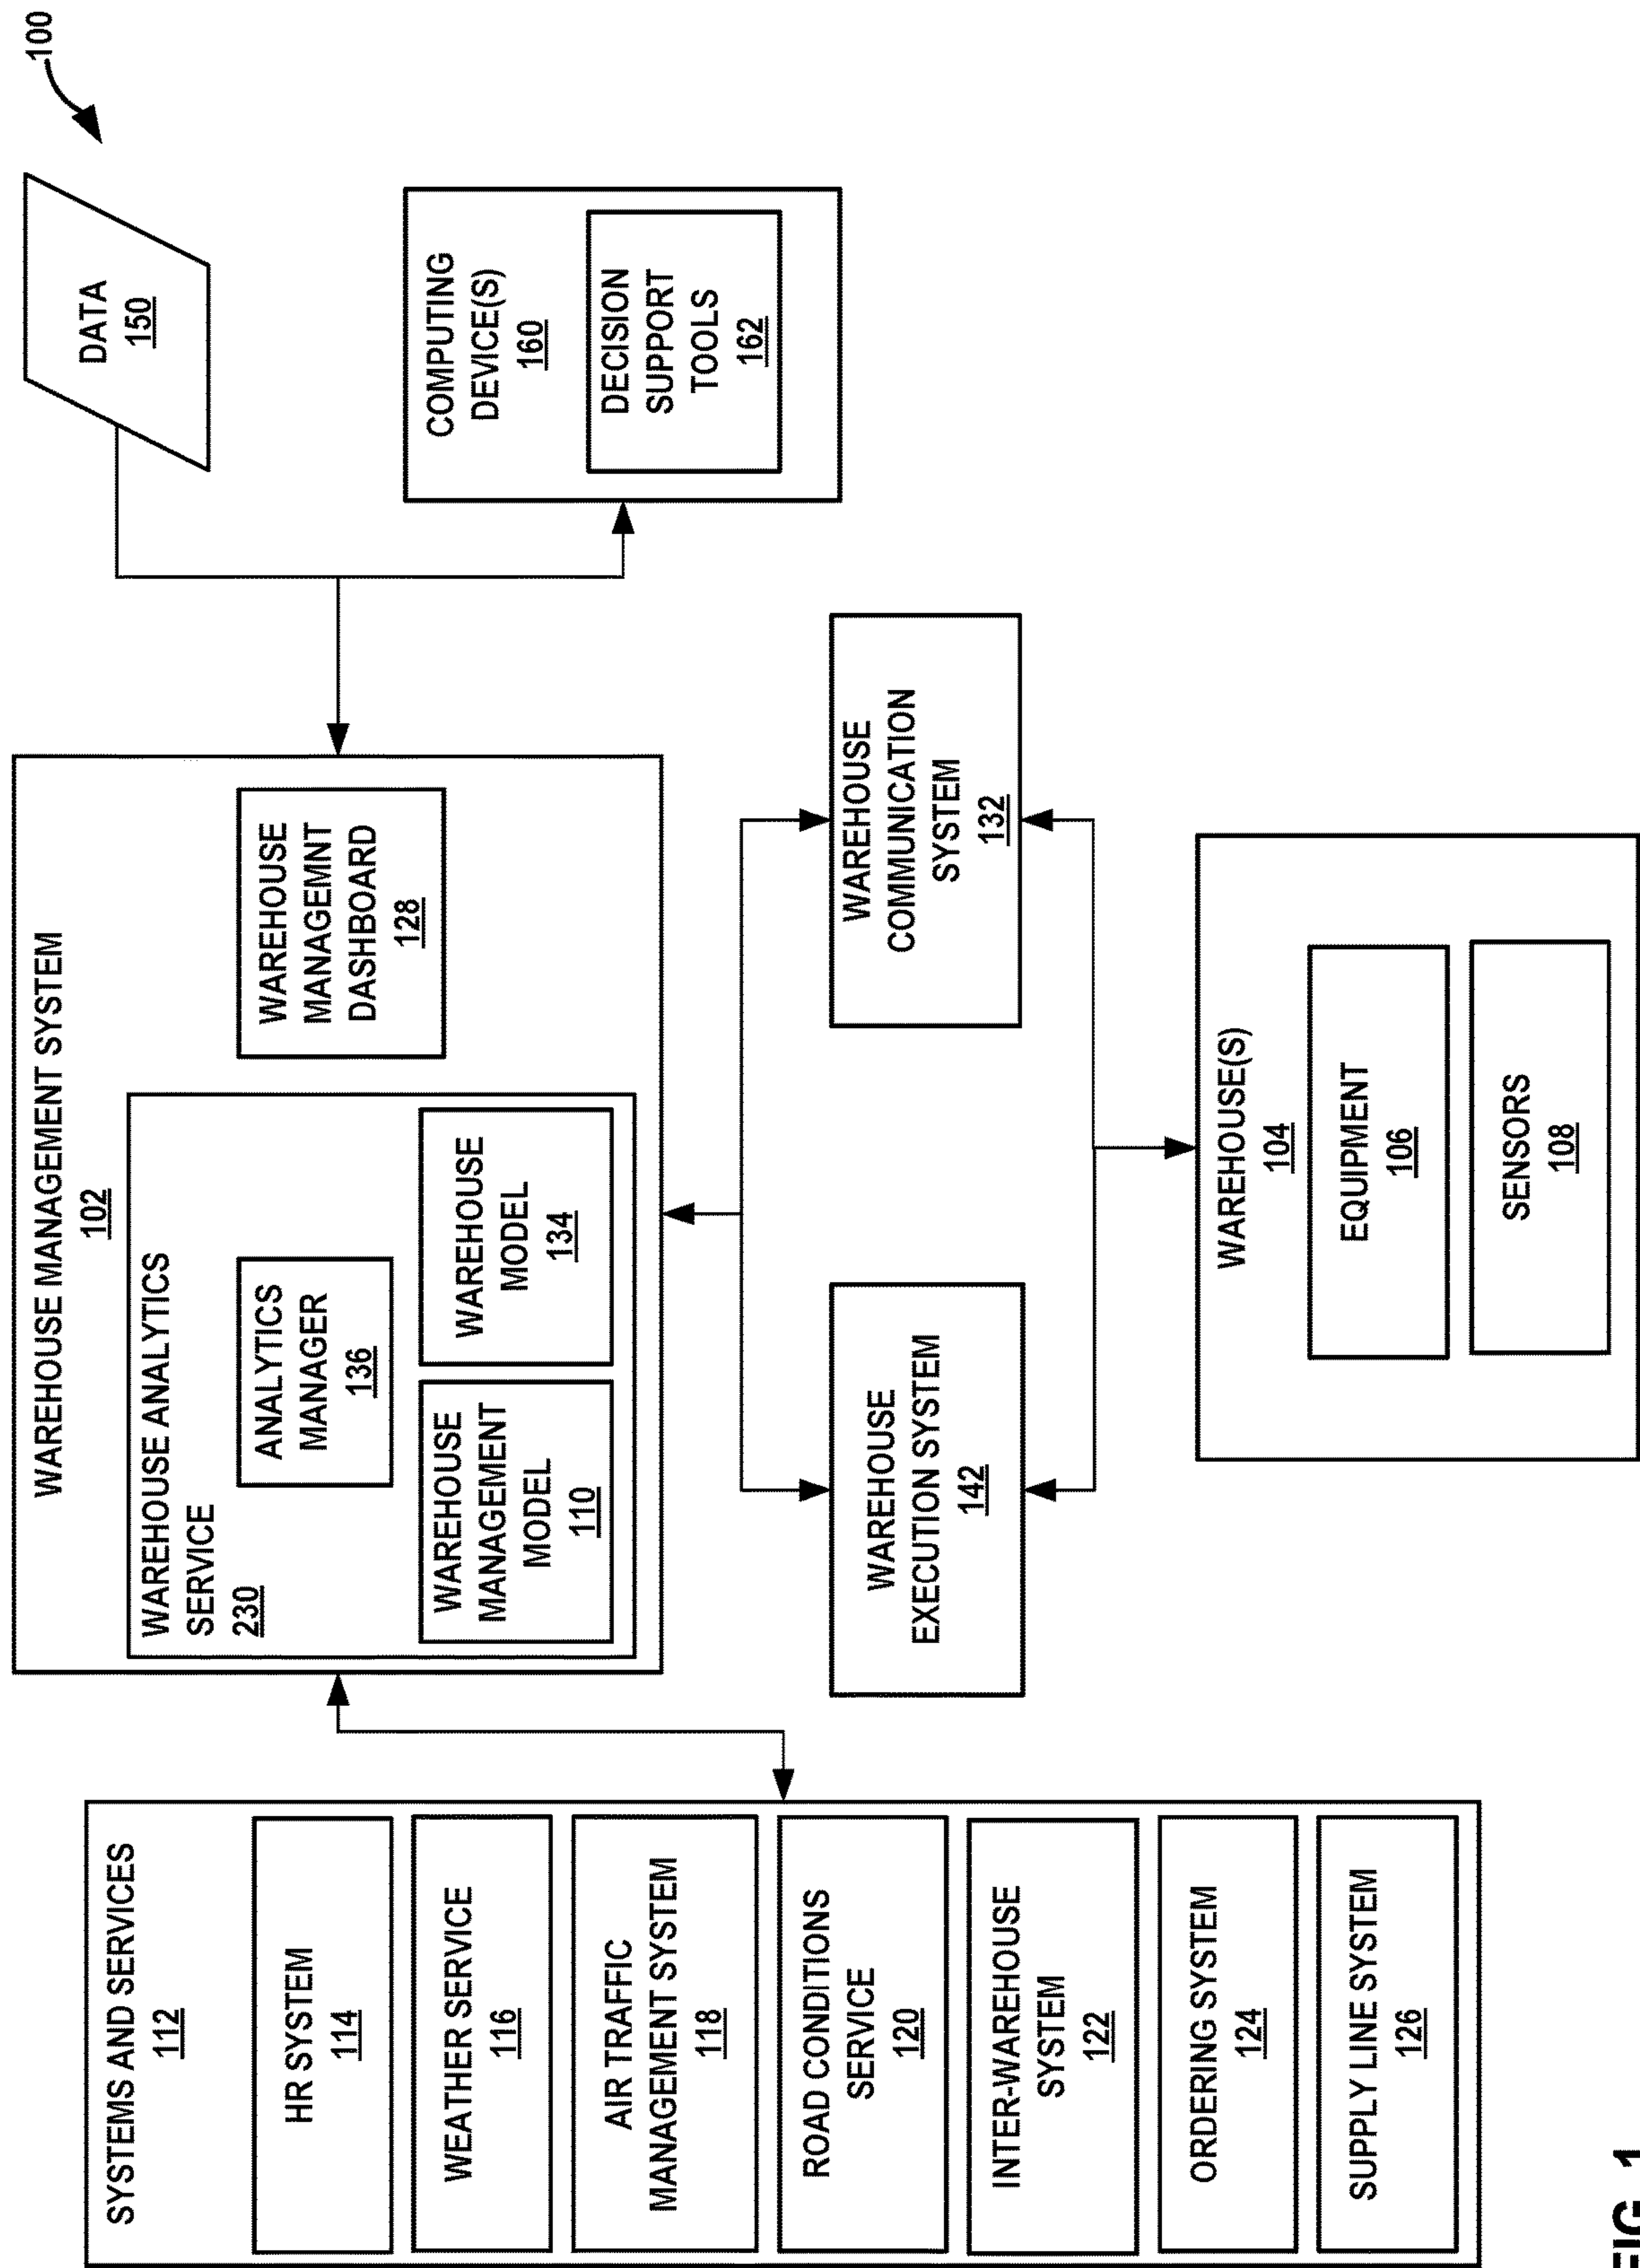 100
SYSTEMS AND SERVICES
112
HR SYSTEM
114
WEATHER SERVICE
116
AIR TRAFFIC
MANAGEMENT SYSTEM
118
ROAD CONDITIONS
SERVICE
120
INTER-WAREHOUSE
SYSTEM
122
ORDERING SYSTEM
124
SUPPLY LINE SYSTEM
126
WAREHOUSE MANAGEMENT SYSTEM
102
WAREHOUSE ANALYTICS
SERVICE
230
ANALYTICS
MANAGER
136
WAREHOUSE
MANAGEMENT
MODEL
110
WAREHOUSE
MODEL
134
WAREHOUSE
MANAGEMNT
DASHBOARD
128
DATA
150
COMPUTING
DEVICE(S)
160
DECISION
SUPPORT
TOOLS
162
WAREHOUSE
EXECUTION SYSTEM
142
WAREHOUSE
COMMUNICATION
SYSTEM
132
WAREHOUSE(S)
104
EQUIPMENT
106
SENSORS
108
FIG. 1